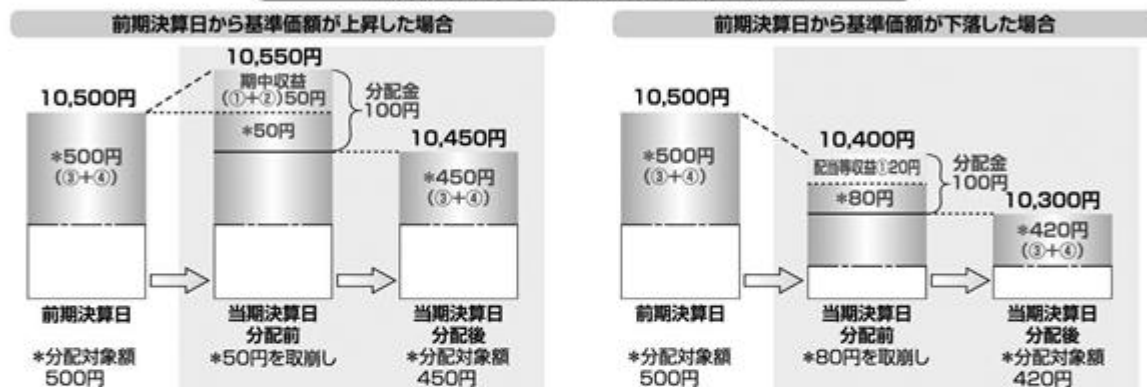 前期決算日から基準価額が上昇した場合
10,550円
期中収益
(①+②)50円
分配金
100円
10,500円
*50円
10,450円
*500円
(③+④)
*450円
(③+④)
前期決算日
当期決算日
分配前
当期決算日
分配後
*分配対象額
500円
*50円を取崩し
*分配対象額
450円
前期決算日から基準価額が下落した場合
10,500円
10,400円
配当等収益①20円
分配金
100円
*500円
(③+④)
*80円
10,300円
*420円
(③+④)
前期決算日
当期決算日
分配前
当期決算日
分配後
*分配対象額
500円
*80円を取崩し
*分配対象額
420円